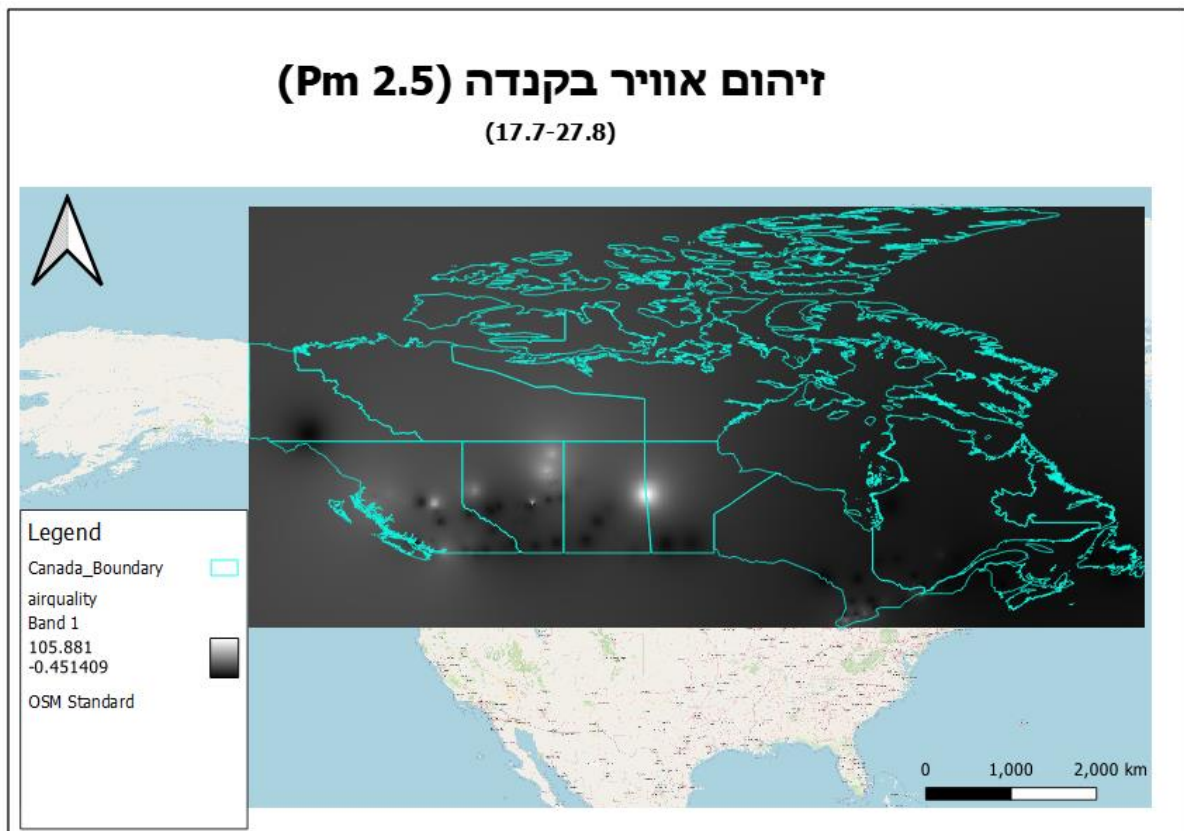 זיהום אוויר בקנדה (Pm 2.5)
(17.7-27.8)
Legend
Canada_Boundary
airquality
Band 1
105.881
-0.451409
OSM Standard
0 1,000 2,000 km